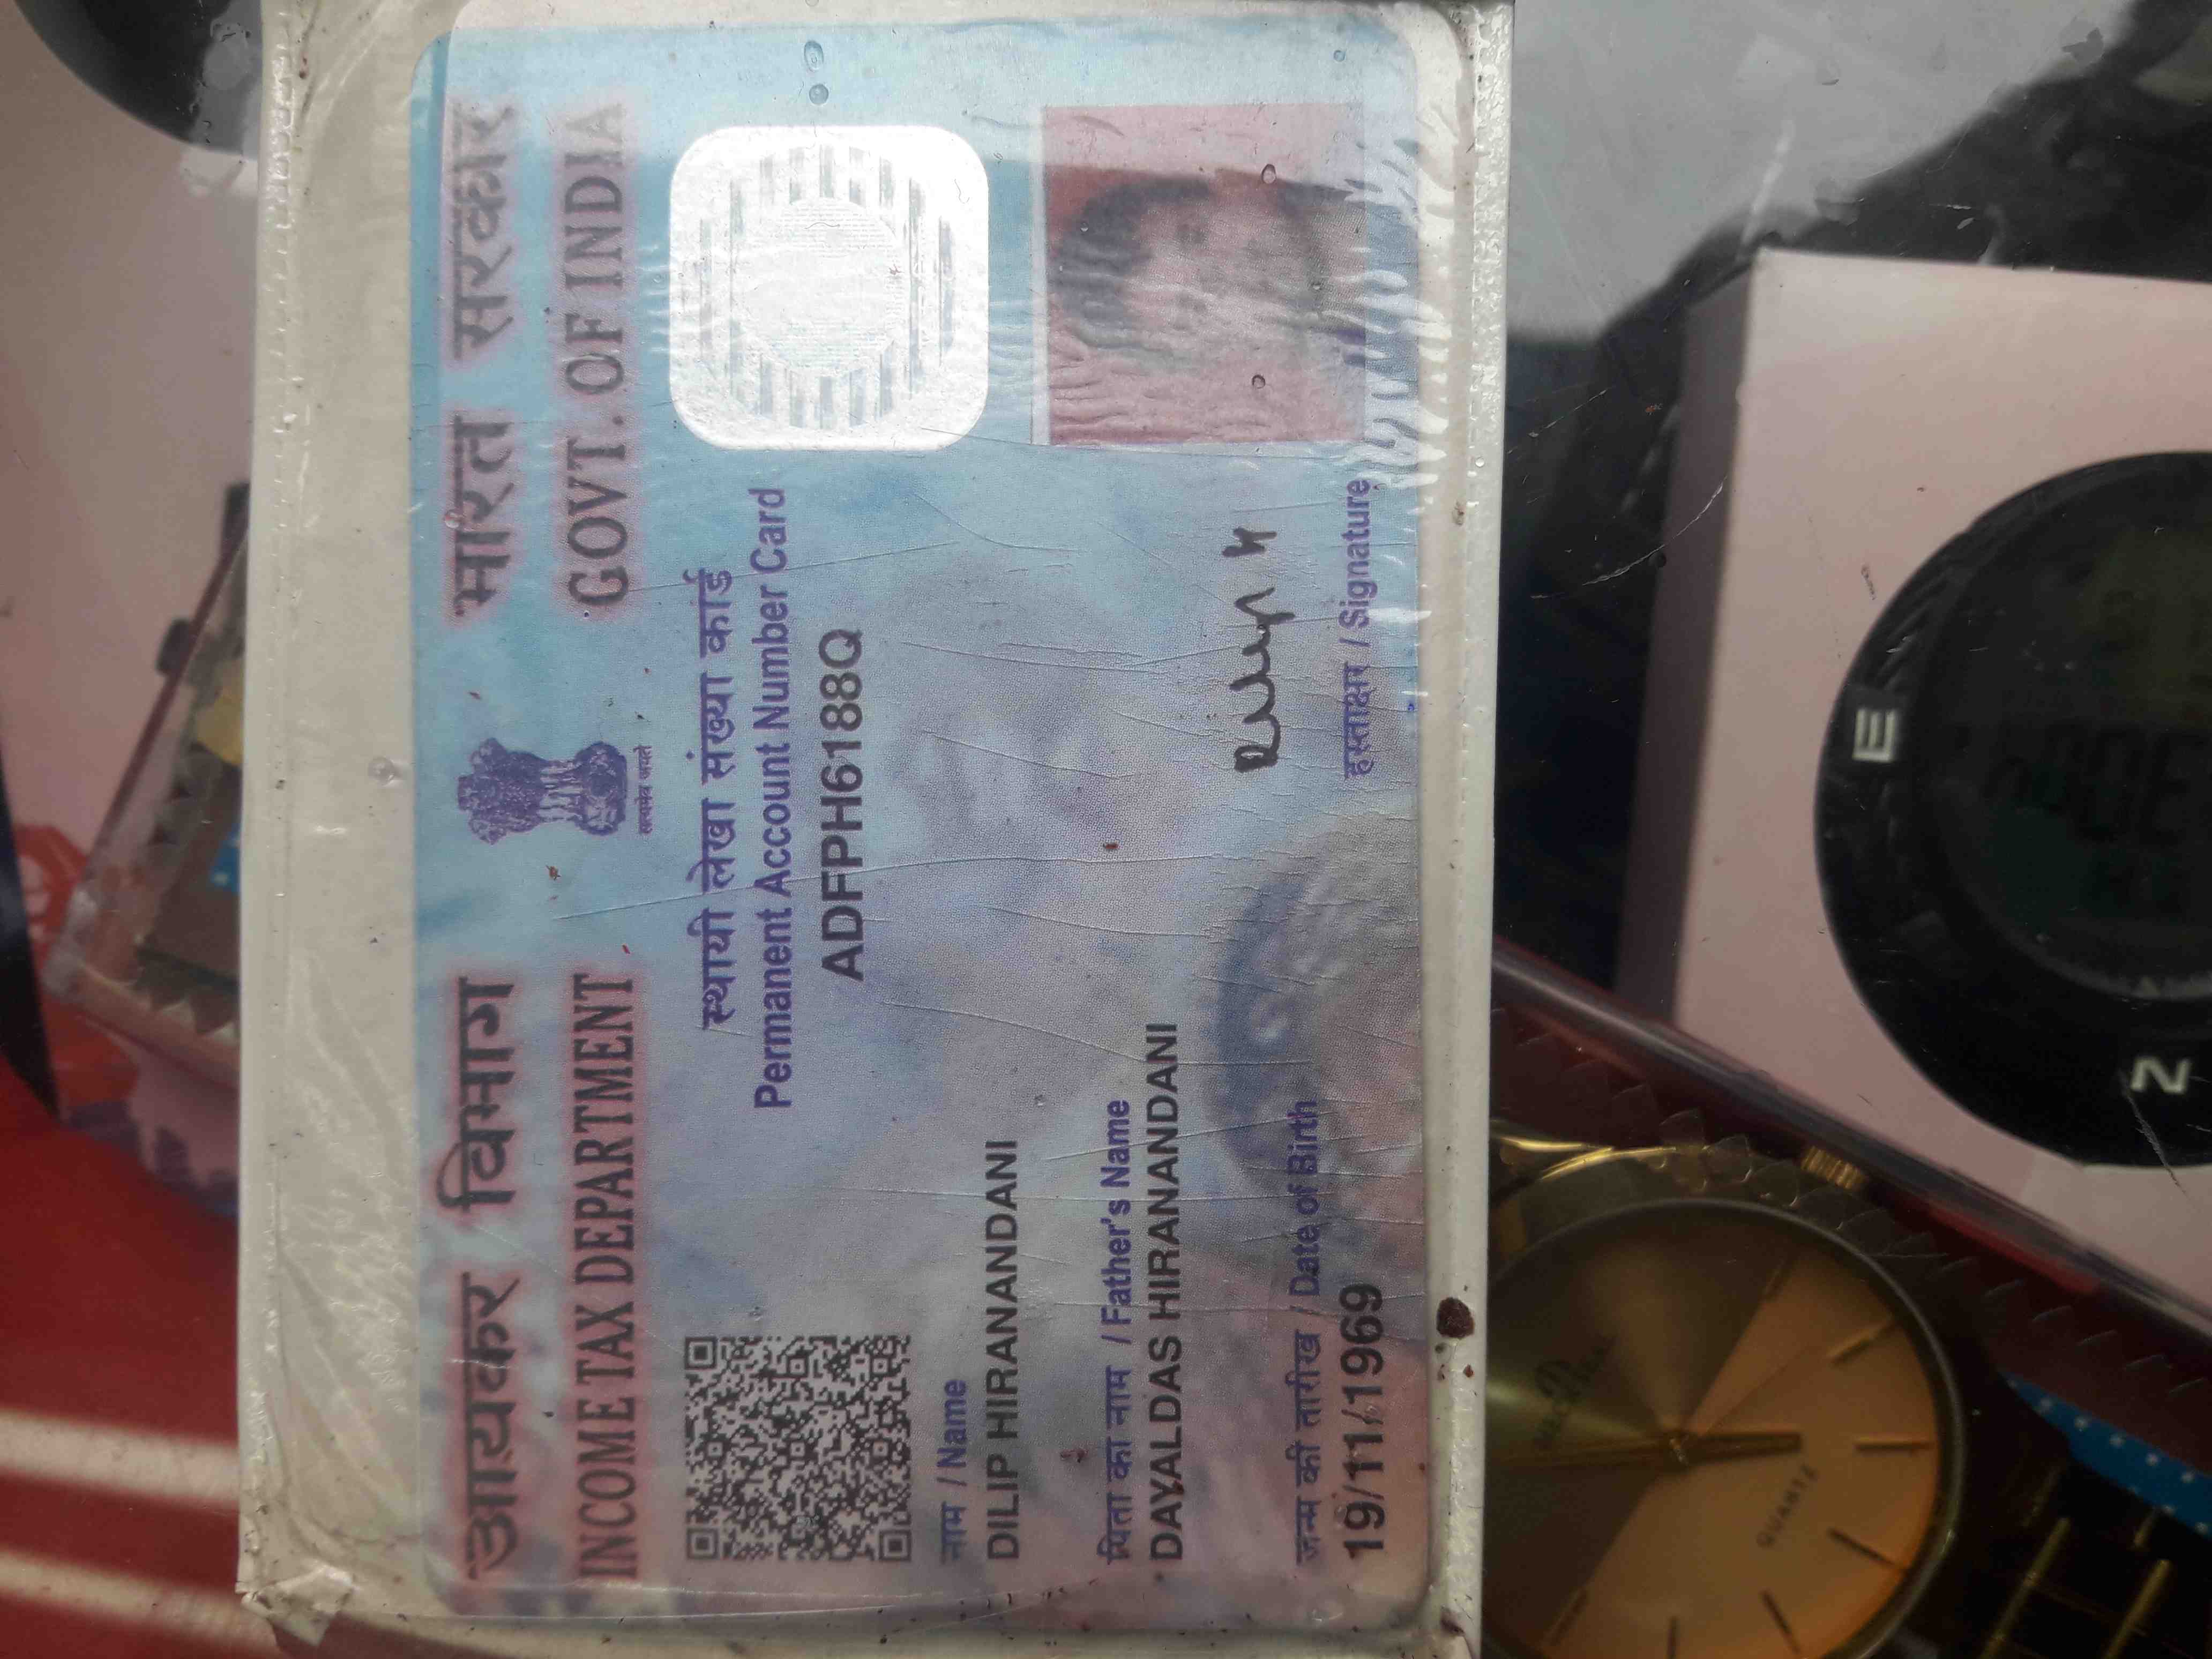 आयकर विभाग
INCOME TAX DEPARTMENT
सत्यमेव जयते
भारत सरकार
GOVT. OF INDIA
स्थायी लेखा संख्या कार्ड
Permanent Account Number Card
ADFPH6188Q
नाम / Name
DILIP HIRANANDANI
पिता का नाम / Father's Name
DAYALDAS HIRANANDANI
जन्म की तारीख / Date of Birth
19/11/1969
Dilip H
हस्ताक्षर / Signature
E
N
QUARTZ